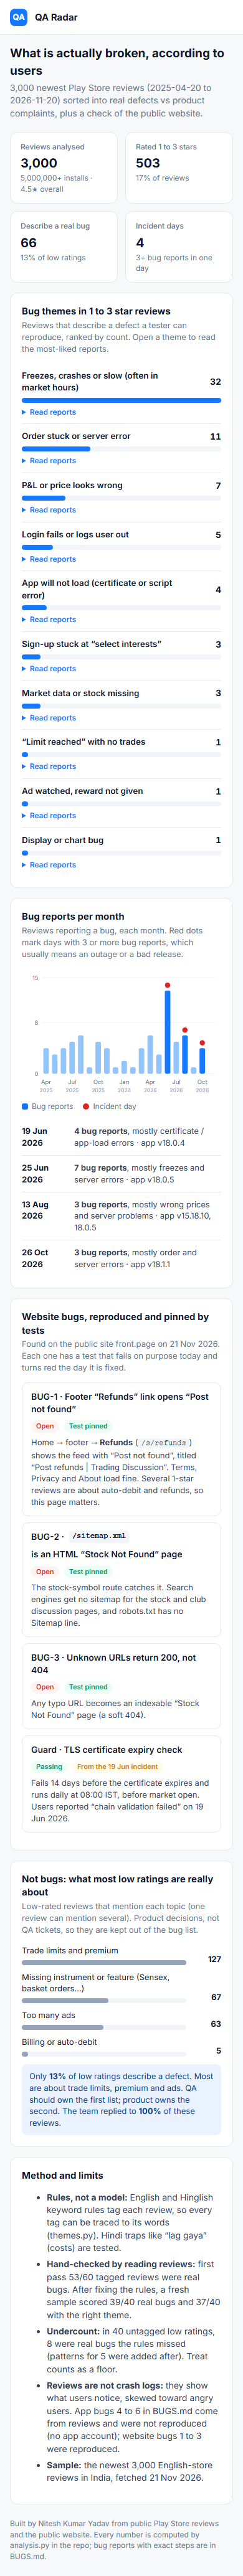 QA QA Radar
What is actually broken, according to
users
3,000 newest Play Store reviews (2025-04-20 to
2026-11-20) sorted into real defects vs product
complaints, plus a check of the public website.
Reviews analysed
3,000
5,000,000+ installs ·
4.5★ overall
Rated 1 to 3 stars
503
17% of reviews
Describe a real bug
66
13% of low ratings
Incident days
4
3+ bug reports in one
day
Bug themes in 1 to 3 star reviews
Reviews that describe a defect a tester can
reproduce, ranked by count. Open a theme to read
the most-liked reports.
Freezes, crashes or slow (often in
market hours) 32
▶ Read reports
Order stuck or server error 11
▶ Read reports
P&L or price looks wrong 7
▶ Read reports
Login fails or logs user out 5
▶ Read reports
App will not load (certificate or script
error) 4
▶ Read reports
Sign-up stuck at “select interests” 3
▶ Read reports
Market data or stock missing 3
▶ Read reports
“Limit reached” with no trades 1
▶ Read reports
Ad watched, reward not given 1
▶ Read reports
Display or chart bug 1
▶ Read reports
Bug reports per month
Reviews reporting a bug, each month. Red dots
mark days with 3 or more bug reports, which
usually means an outage or a bad release.
15
8
0
Apr Jul Oct Jan Apr Jul Oct
2025 2025 2025 2026 2026 2026 2026
Bug reports Incident day
19 Jun
2026
4 bug reports, mostly certificate /
app-load errors · app v18.0.4
25 Jun
2026
7 bug reports, mostly freezes and
server errors · app v18.0.5
13 Aug
2026
3 bug reports, mostly wrong prices
and server problems · app v15.18.10,
18.0.5
26 Oct
2026
3 bug reports, mostly order and
server errors · app v18.1.1
Website bugs, reproduced and pinned by
tests
Found on the public site front.page on 21 Nov 2026.
Each one has a test that fails on purpose today and
turns red the day it is fixed.
BUG-1 · Footer “Refunds” link opens “Post
not found”
Open Test pinned
Home → footer → Refunds ( /s/refunds )
shows the feed with “Post not found”, titled
“Post refunds | Trading Discussion”. Terms,
Privacy and About load fine. Several 1-star
reviews are about auto-debit and refunds, so
this page matters.
BUG-2 · /sitemap.xml
is an HTML “Stock Not Found” page
Open Test pinned
The stock-symbol route catches it. Search
engines get no sitemap for the stock and club
discussion pages, and robots.txt has no
Sitemap line.
BUG-3 · Unknown URLs return 200, not
404
Open Test pinned
Any typo URL becomes an indexable “Stock
Not Found” page (a soft 404).
Guard · TLS certificate expiry check
Passing From the 19 Jun incident
Fails 14 days before the certificate expires and
runs daily at 08:00 IST, before market open.
Users reported “chain validation failed” on 19
Jun 2026.
Not bugs: what most low ratings are really
about
Low-rated reviews that mention each topic (one
review can mention several). Product decisions, not
QA tickets, so they are kept out of the bug list.
Trade limits and premium 127
Missing instrument or feature (Sensex,
basket orders...) 67
Too many ads 63
Billing or auto-debit 5
Only 13% of low ratings describe a defect. Most
are about trade limits, premium and ads. QA
should own the first list; product owns the
second. The team replied to 100% of these
reviews.
Method and limits
• Rules, not a model: English and Hinglish
keyword rules tag each review, so every
tag can be traced to its words
(themes.py). Hindi traps like “lag gaya”
(costs) are tested.
• Hand-checked by reading reviews: first
pass 53/60 tagged reviews were real
bugs. After fixing the rules, a fresh
sample scored 39/40 real bugs and 37/40
with the right theme.
• Undercount: in 40 untagged low ratings,
8 were real bugs the rules missed
(patterns for 5 were added after). Treat
counts as a floor.
• Reviews are not crash logs: they show
what users notice, skewed toward angry
users. App bugs 4 to 6 in BUGS.md come
from reviews and were not reproduced
(no app account); website bugs 1 to 3
were reproduced.
• Sample: the newest 3,000 English-store
reviews in India, fetched 21 Nov 2026.
Built by Nitesh Kumar Yadav from public Play Store reviews
and the public website. Every number is computed by
analysis.py in the repo; bug reports with exact steps are in
BUGS.md.